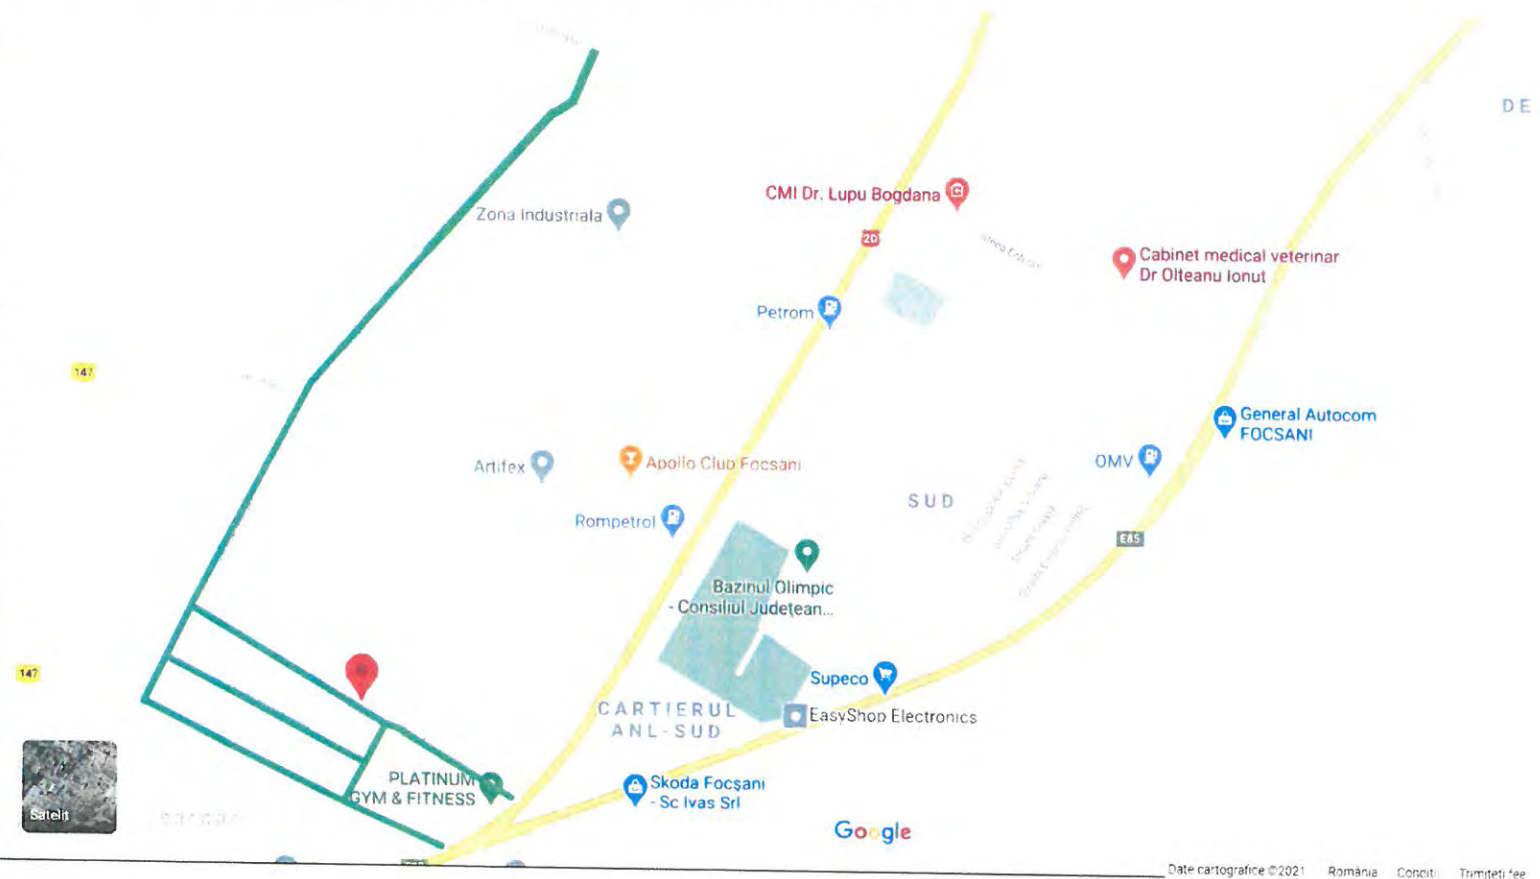 DE
CMI Dr. Lupu Bogdana
Zona Industriala
2D
Cabinet medical veterinar
Dr Olteanu Ionut
Petrom
147
General Autocom
FOCSANI
Artifex
Apollo Club Focsani
OMV
SUD
Rompetrol
E85
Bazinul Olimpic
- Consiliul Județean...
147
Supeco
CARTIERUL
ANL-SUD
EasyShop Electronics
PLATINUM
GYM & FITNESS
Skoda Focșani
- Sc Ivas Srl
Satelit
Google
Date cartografice ©2021 România